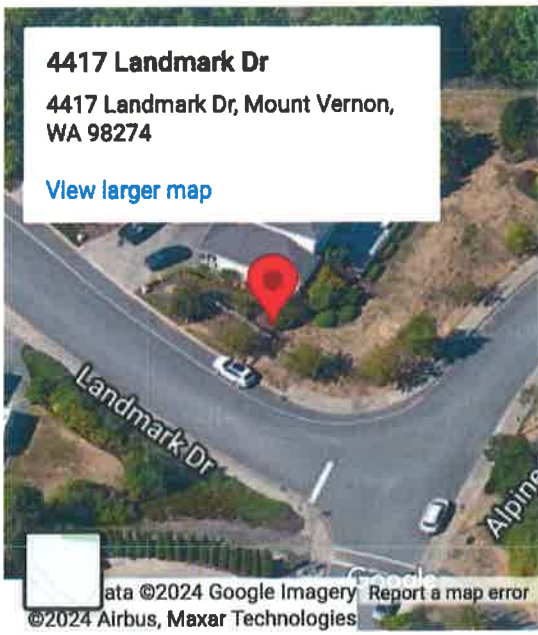 4417 Landmark Dr
4417 Landmark Dr, Mount Vernon,
WA 98274
View larger map
Landmark Dr
Alpine
Google
ata ©2024 Google Imagery Report a map error
©2024 Airbus, Maxar Technologies